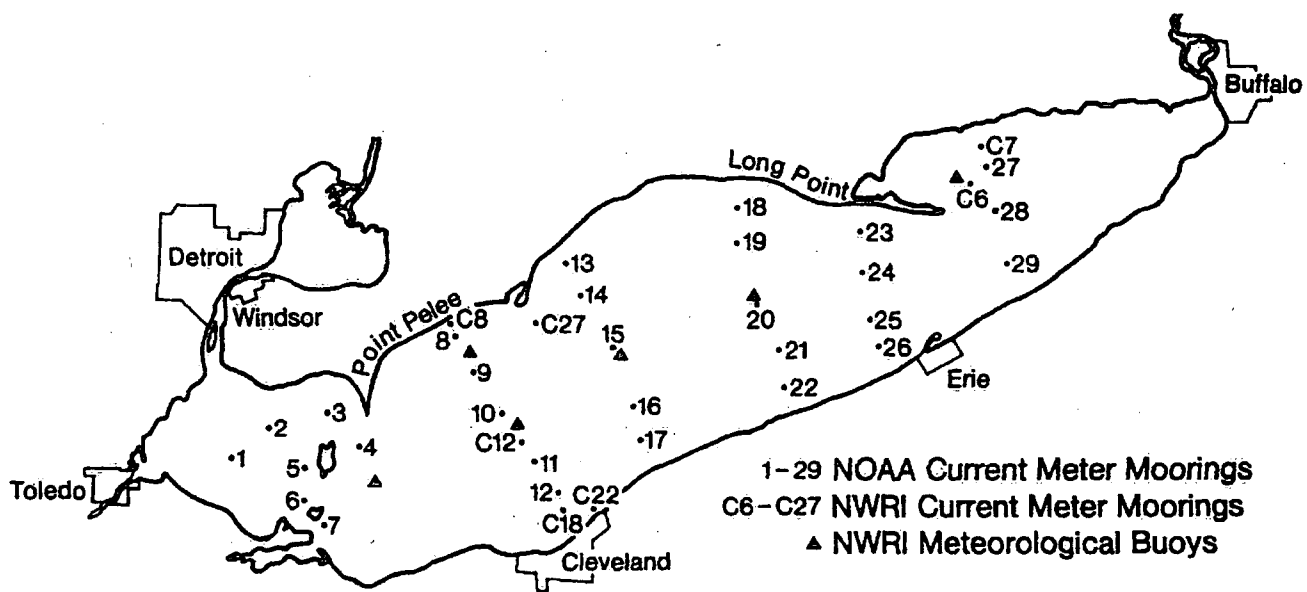 Buffalo
C7
27
Long Point
C6
18
28
23
19
Detroit
13
29
24
14
Windsor
Point Pelee
C8
C27
20
8
15
25
21
26
9
Erie
22
3
10
16
2
C12
4
17
1
5
11
1-29 NOAA Current Meter Moorings
Toledo
6
12
C22
C6-C27 NWRI Current Meter Moorings
7
C18
NWRI Meteorological Buoys
Cleveland